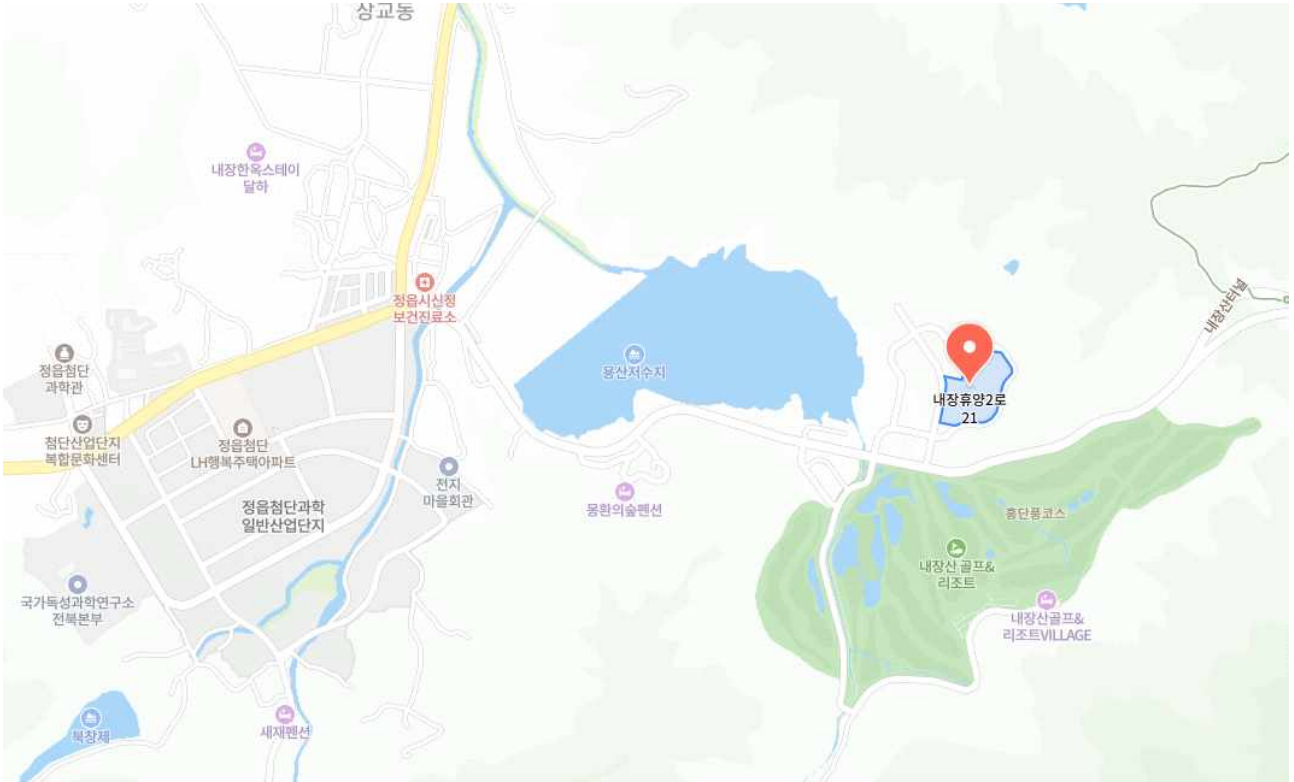 상교동
내장한옥스테이
달하
정읍시신정
보건진료소
내장산터널
용산저수지
정읍첨단
과학관
내장휴양2로
21
첨단산업단지
복합문화센터
정읍첨단
LH행복주택아파트
전지
마을회관
몽환의숲펜션
정읍첨단과학
일반산업단지
홍단풍코스
내장산 골프&
리조트
국가독성과학연구소
전북본부
내장산골프&
리조트VILLAGE
북창제
새재펜션